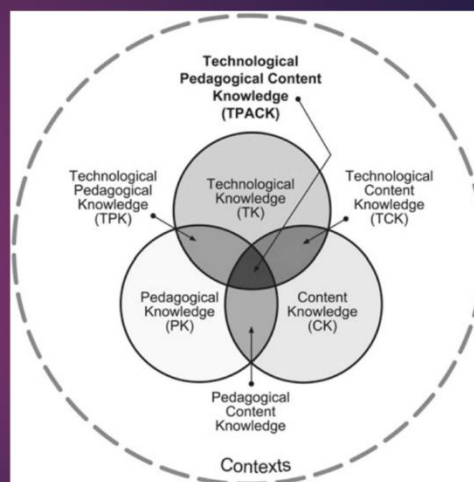 Technological
Pedagogical Content
Knowledge
(TPACK)
Technological
Pedagogical
Knowledge
(TPK)
Technological
Knowledge
(TK)
Technological
Content
Knowledge
(TCK)
Pedagogical
Knowledge
(PK)
Content
Knowledge
(CK)
Pedagogical
Content
Knowledge
Contexts